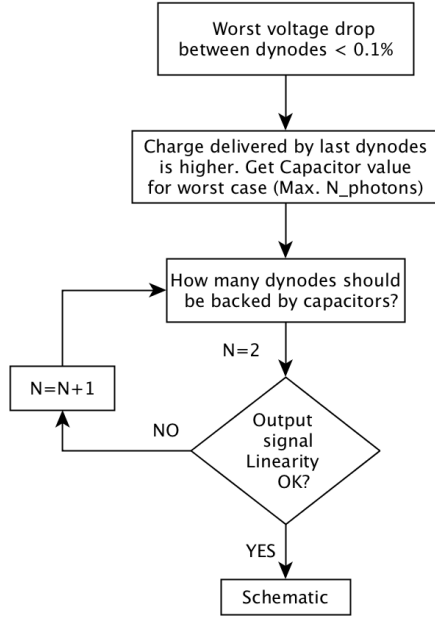 Worst voltage drop
between dynodes < 0.1%
Charge delivered by last dynodes
is higher. Get Capacitor value
for worst case (Max. N_photons)
How many dynodes should
be backed by capacitors?
N=2
N=N+1
NO
Output
signal
Linearity
OK?
YES
Schematic